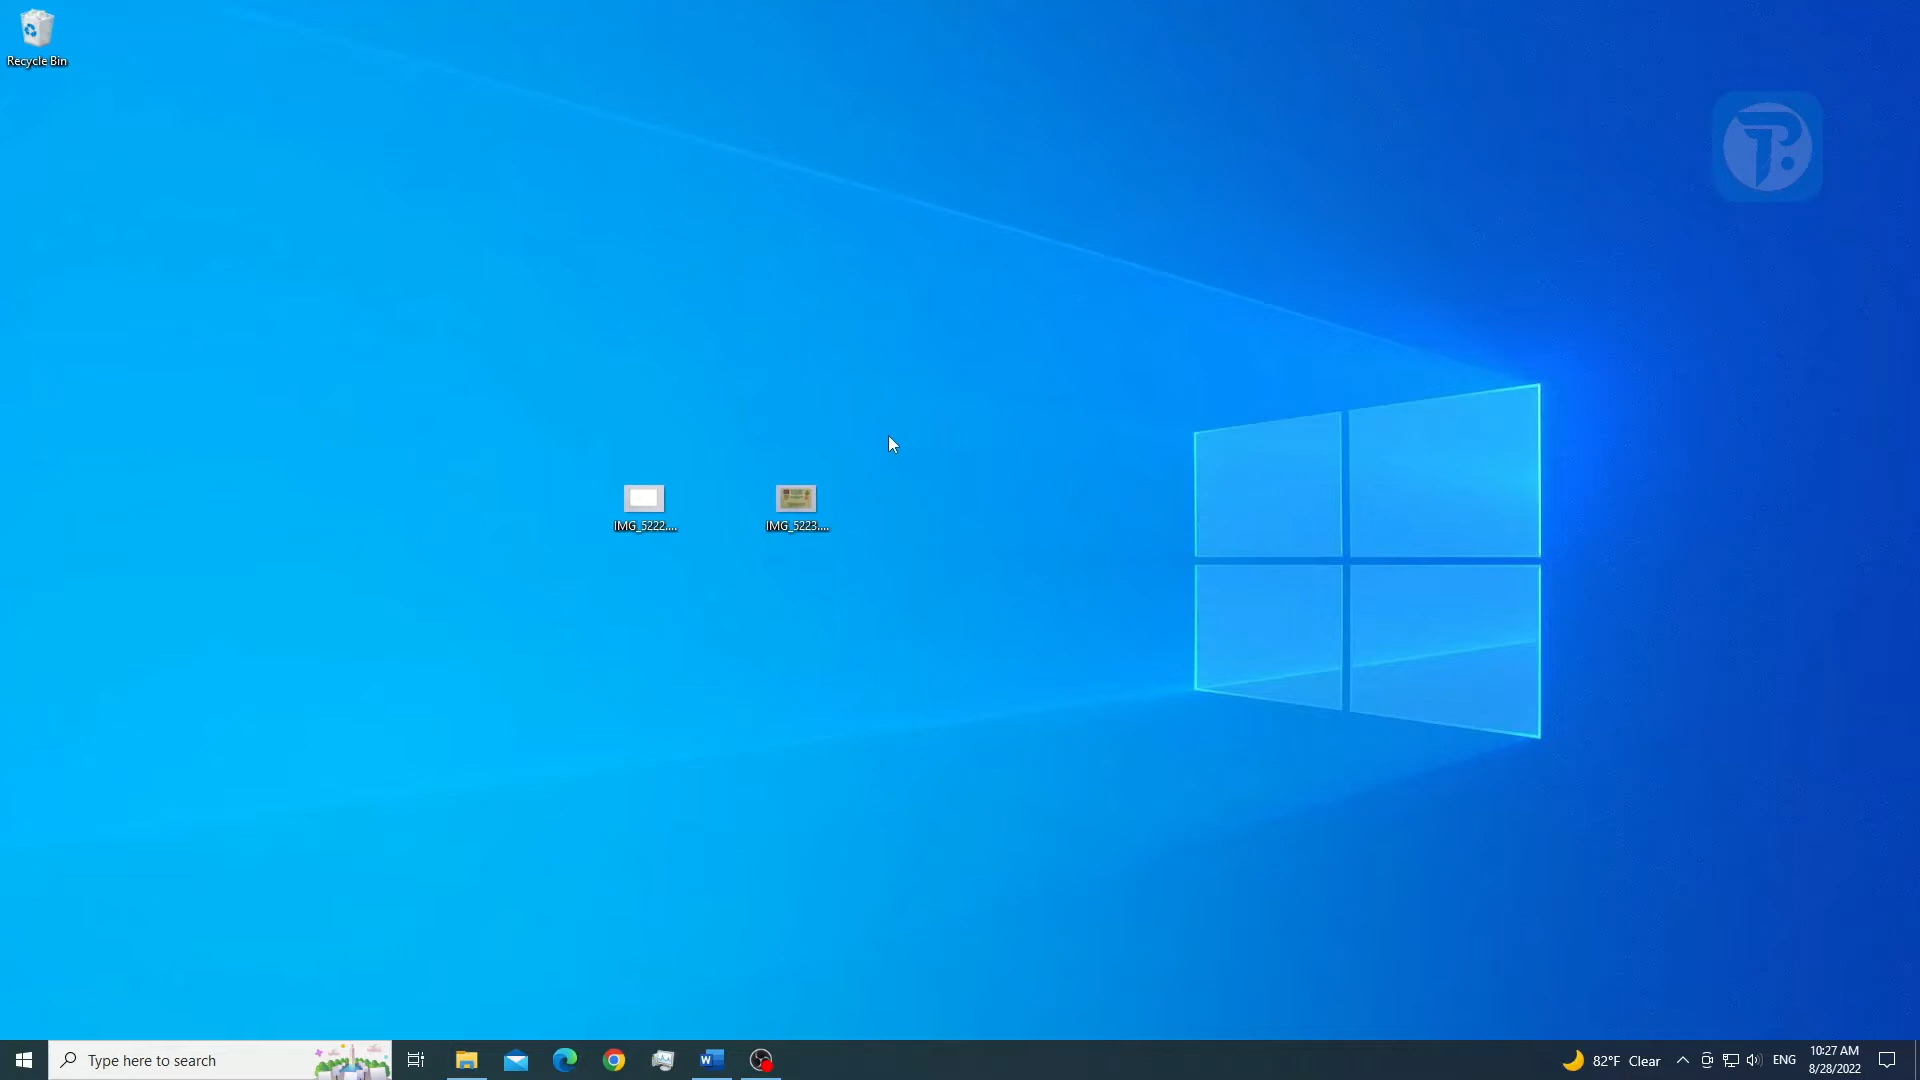 Recycle Bin
IMG_5222....
IMG_5223....
Type here to search
82°F Clear
ENG
10:27 AM
8/28/2022